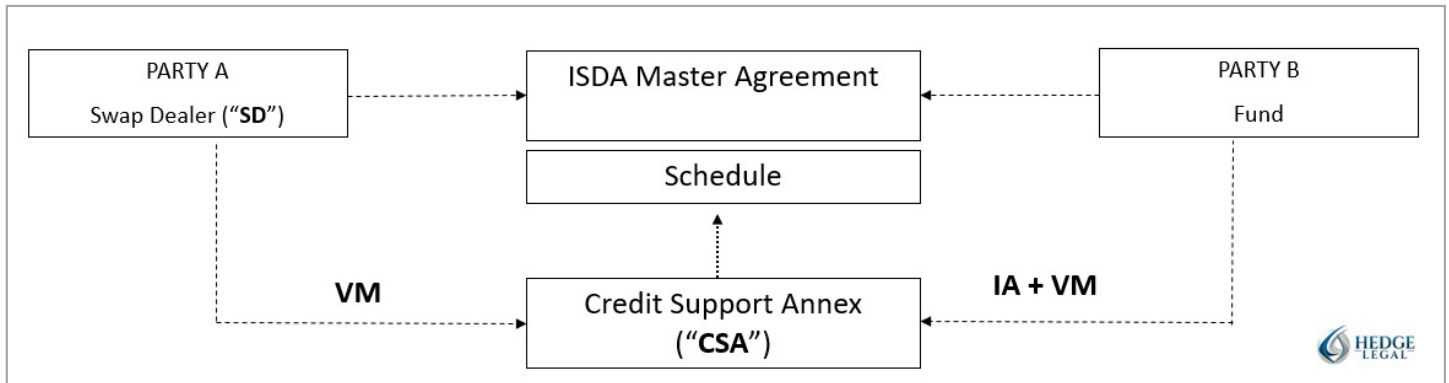 PARTY A
Swap Dealer (“SD”)
ISDA Master Agreement
PARTY B
Fund
Schedule
VM
IA + VM
Credit Support Annex
(“CSA”)
HEDGE
LEGAL